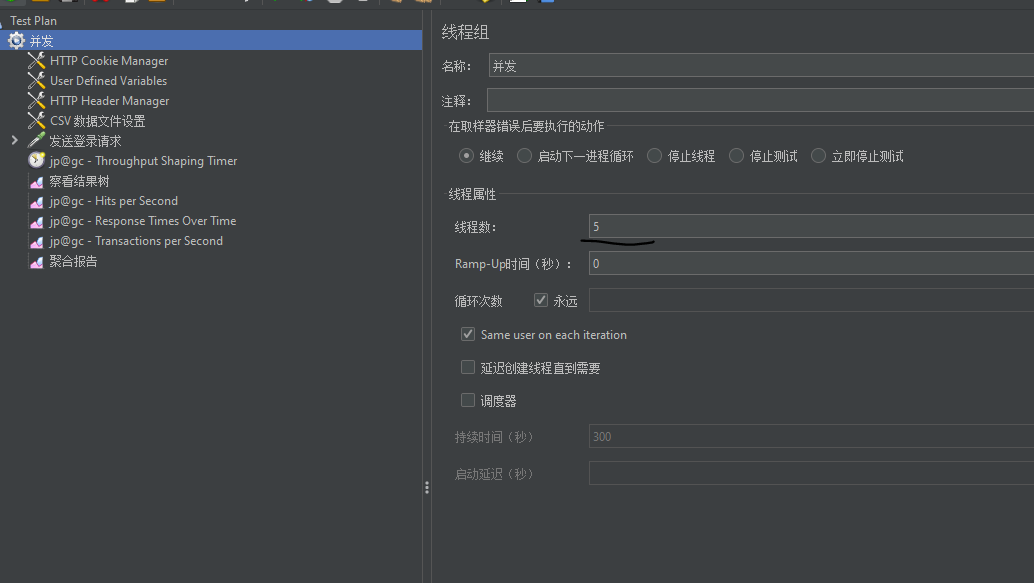 Test Plan
并发
HTTP Cookie Manager
User Defined Variables
HTTP Header Manager
CSV 数据文件设置
发送登录请求
jp@gc - Throughput Shaping Timer
察看结果树
jp@gc - Hits per Second
jp@gc - Response Times Over Time
jp@gc - Transactions per Second
聚合报告
线程组
名称： 并发
注释：
在取样器错误后要执行的动作
继续 启动下一进程循环 停止线程 停止测试 立即停止测试
线程属性
线程数： 5
Ramp-Up时间（秒）： 0
循环次数 永远
Same user on each iteration
延迟创建线程直到需要
调度器
持续时间（秒） 300
启动延迟（秒）